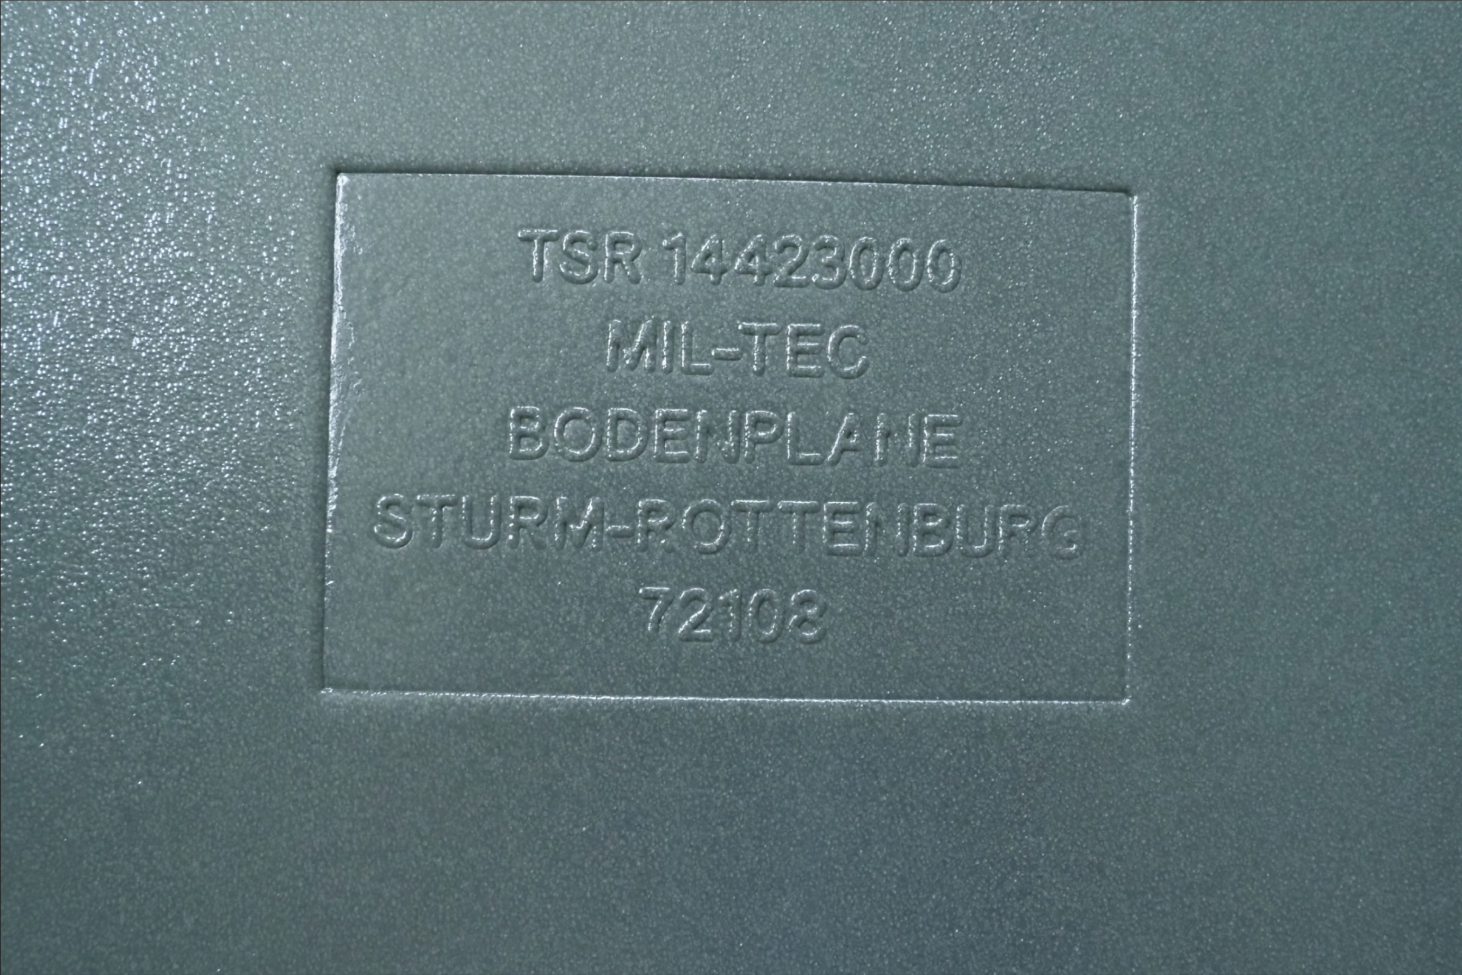 TSR 14423000
MIL-TEC
BODENPLANE
STURM-ROTTENBURG
72108